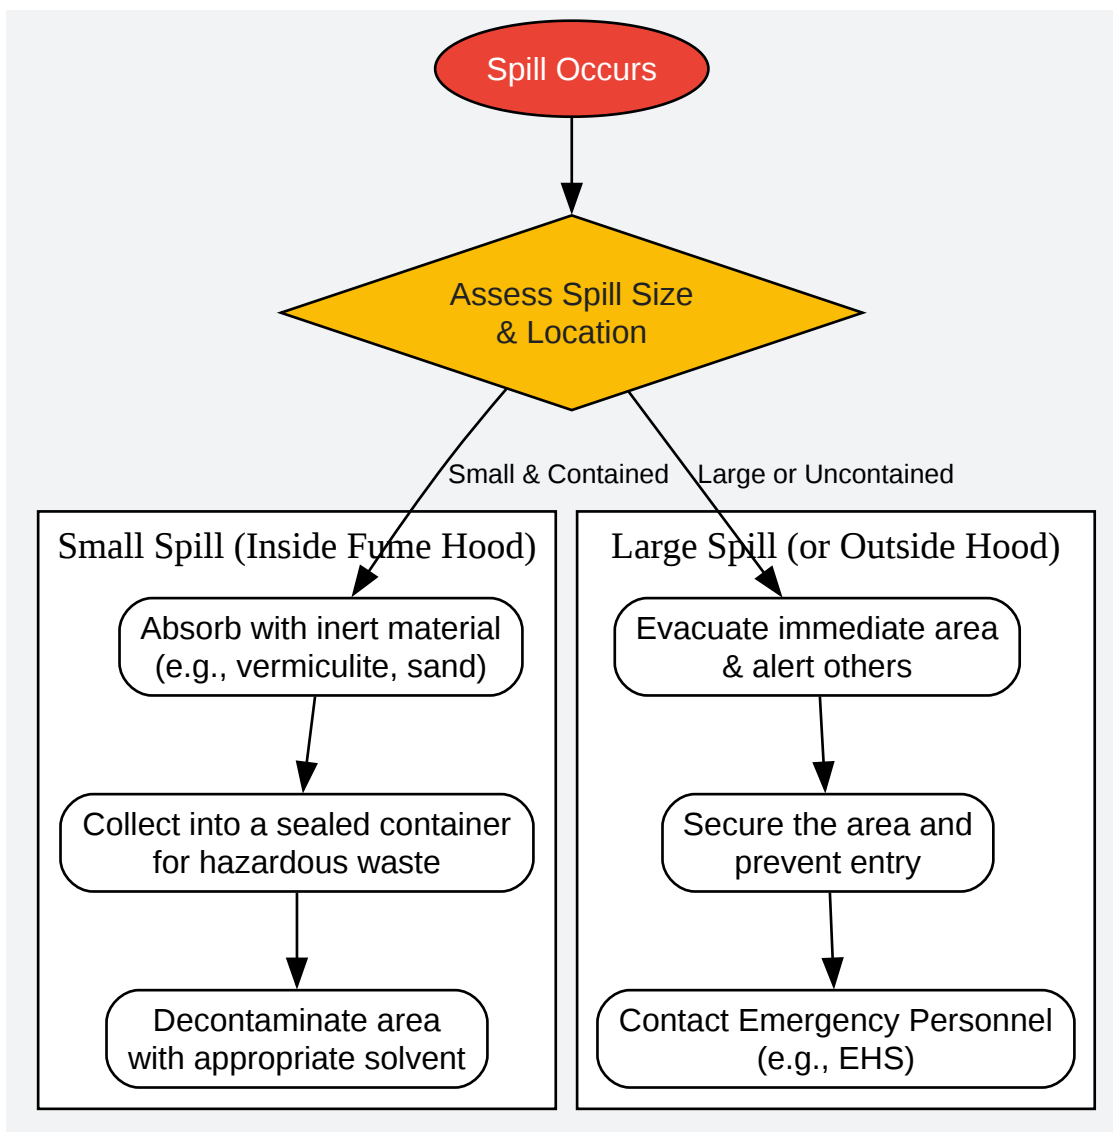 Spill Occurs
Assess Spill Size
& Location
Small & Contained
Large or Uncontained
Small Spill (Inside Fume Hood)
Absorb with inert material
(e.g., vermiculite, sand)
Collect into a sealed container
for hazardous waste
Decontaminate area
with appropriate solvent
Large Spill (or Outside Hood)
Evacuate immediate area
& alert others
Secure the area and
prevent entry
Contact Emergency Personnel
(e.g., EHS)